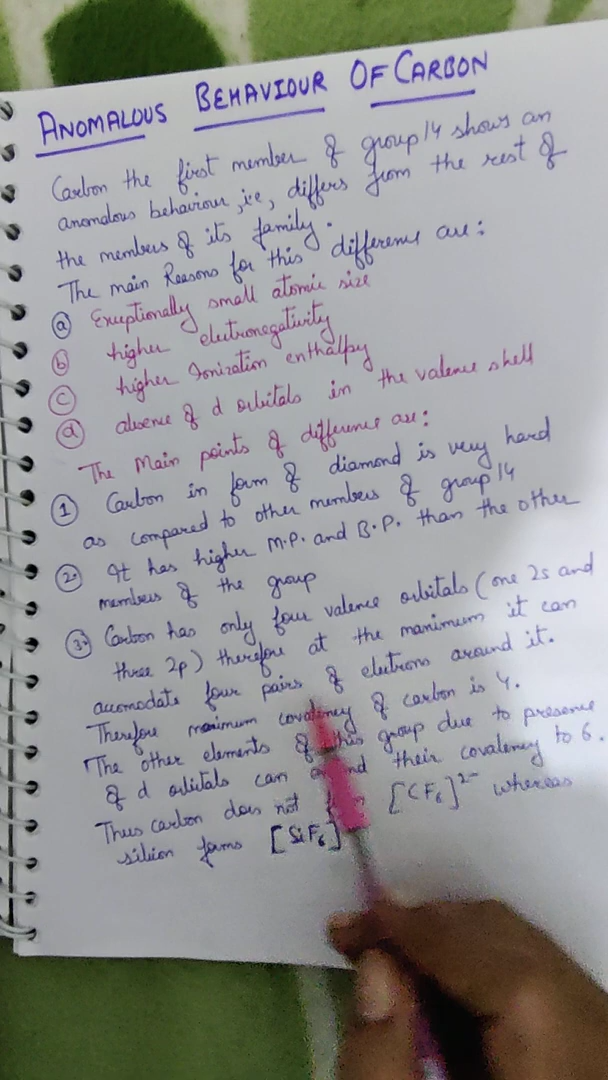 ANOMALOUS BEHAVIOUR OF CARBON
Carbon the first member of group 14 shows an
anomalous behaviour, i.e, differs from the rest of
the members of its family.
The main Reasons for this difference are:
(a) Exceptionally small atomic size
(b) higher electronegativity
(c) higher Ionization enthalpy
(d) absence of d orbitals in the valence shell
The Main points of difference are:
(1) Carbon in form of diamond is very hard
as compared to other members of group 14
(2.) It has higher M.P. and B.P. than the other
members of the group
(3.) Carbon has only four valence orbitals (one 2s and
three 2p) therefore at the maximum it can
accomodate four pairs of electrons around it.
Therefore maximum covalency of carbon is 4.
The other elements of this group due to presence
of d orbitals can their covalency to 6.
Thus carbon does not [CF6]2- whereas
silicon forms [SiF6]